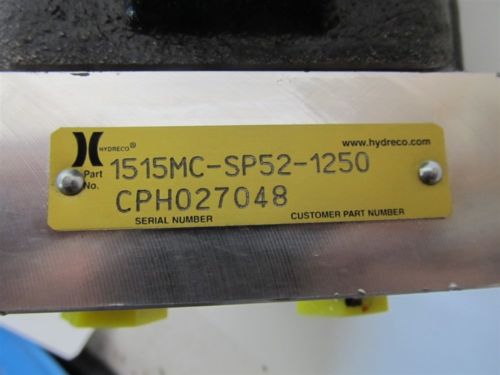 HYDRECO®
www.hydreco.com
Part No. 1515MC-SP52-1250
CPH027048
SERIAL NUMBER CUSTOMER PART NUMBER